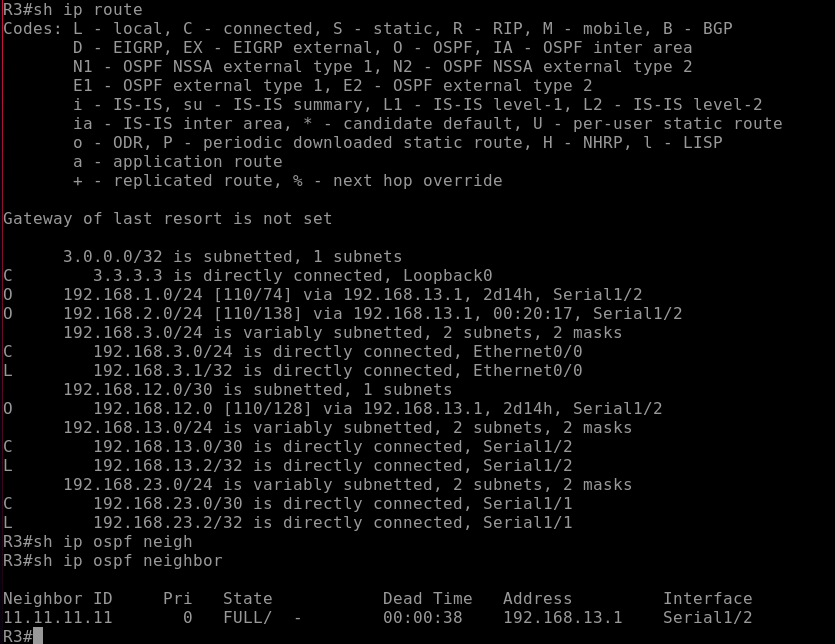 R3#sh ip route
Codes: L - local, C - connected, S - static, R - RIP, M - mobile, B - BGP
       D - EIGRP, EX - EIGRP external, O - OSPF, IA - OSPF inter area
       N1 - OSPF NSSA external type 1, N2 - OSPF NSSA external type 2
       E1 - OSPF external type 1, E2 - OSPF external type 2
       i - IS-IS, su - IS-IS summary, L1 - IS-IS level-1, L2 - IS-IS level-2
       ia - IS-IS inter area, * - candidate default, U - per-user static route
       o - ODR, P - periodic downloaded static route, H - NHRP, l - LISP
       a - application route
       + - replicated route, % - next hop override

Gateway of last resort is not set

      3.0.0.0/32 is subnetted, 1 subnets
C        3.3.3.3 is directly connected, Loopback0
O     192.168.1.0/24 [110/74] via 192.168.13.1, 2d14h, Serial1/2
O     192.168.2.0/24 [110/138] via 192.168.13.1, 00:20:17, Serial1/2
      192.168.3.0/24 is variably subnetted, 2 subnets, 2 masks
C        192.168.3.0/24 is directly connected, Ethernet0/0
L        192.168.3.1/32 is directly connected, Ethernet0/0
      192.168.12.0/30 is subnetted, 1 subnets
O        192.168.12.0 [110/128] via 192.168.13.1, 2d14h, Serial1/2
      192.168.13.0/24 is variably subnetted, 2 subnets, 2 masks
C        192.168.13.0/30 is directly connected, Serial1/2
L        192.168.13.2/32 is directly connected, Serial1/2
      192.168.23.0/24 is variably subnetted, 2 subnets, 2 masks
C        192.168.23.0/30 is directly connected, Serial1/1
L        192.168.23.2/32 is directly connected, Serial1/1
R3#sh ip ospf neigh
R3#sh ip ospf neighbor

Neighbor ID     Pri   State           Dead Time   Address         Interface
11.11.11.11       0   FULL/  -        00:00:38    192.168.13.1    Serial1/2
R3#